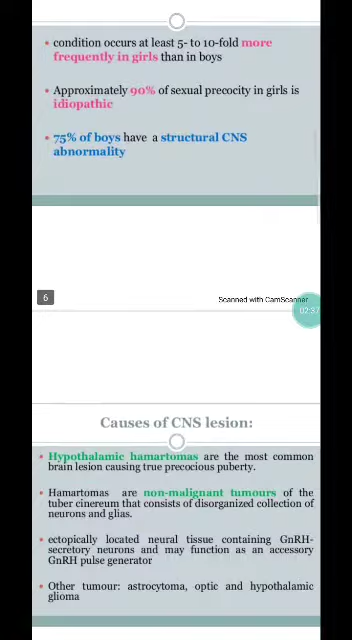 condition occurs at least 5- to 10-fold more
frequently in girls than in boys
Approximately 90% of sexual precocity in girls is
idiopathic
75% of boys have a structural CNS
abnormality
6
Scanned with CamScanner
02:37
Causes of CNS lesion:
Hypothalamic hamartomas are the most common
brain lesion causing true precocious puberty.
Hamartomas are non-malignant tumours of the
tuber cinereum that consists of disorganized collection of
neurons and glias.
ectopically located neural tissue containing GnRH-
secretory neurons and may function as an accessory
GnRH pulse generator
Other tumour: astrocytoma, optic and hypothalamic
glioma